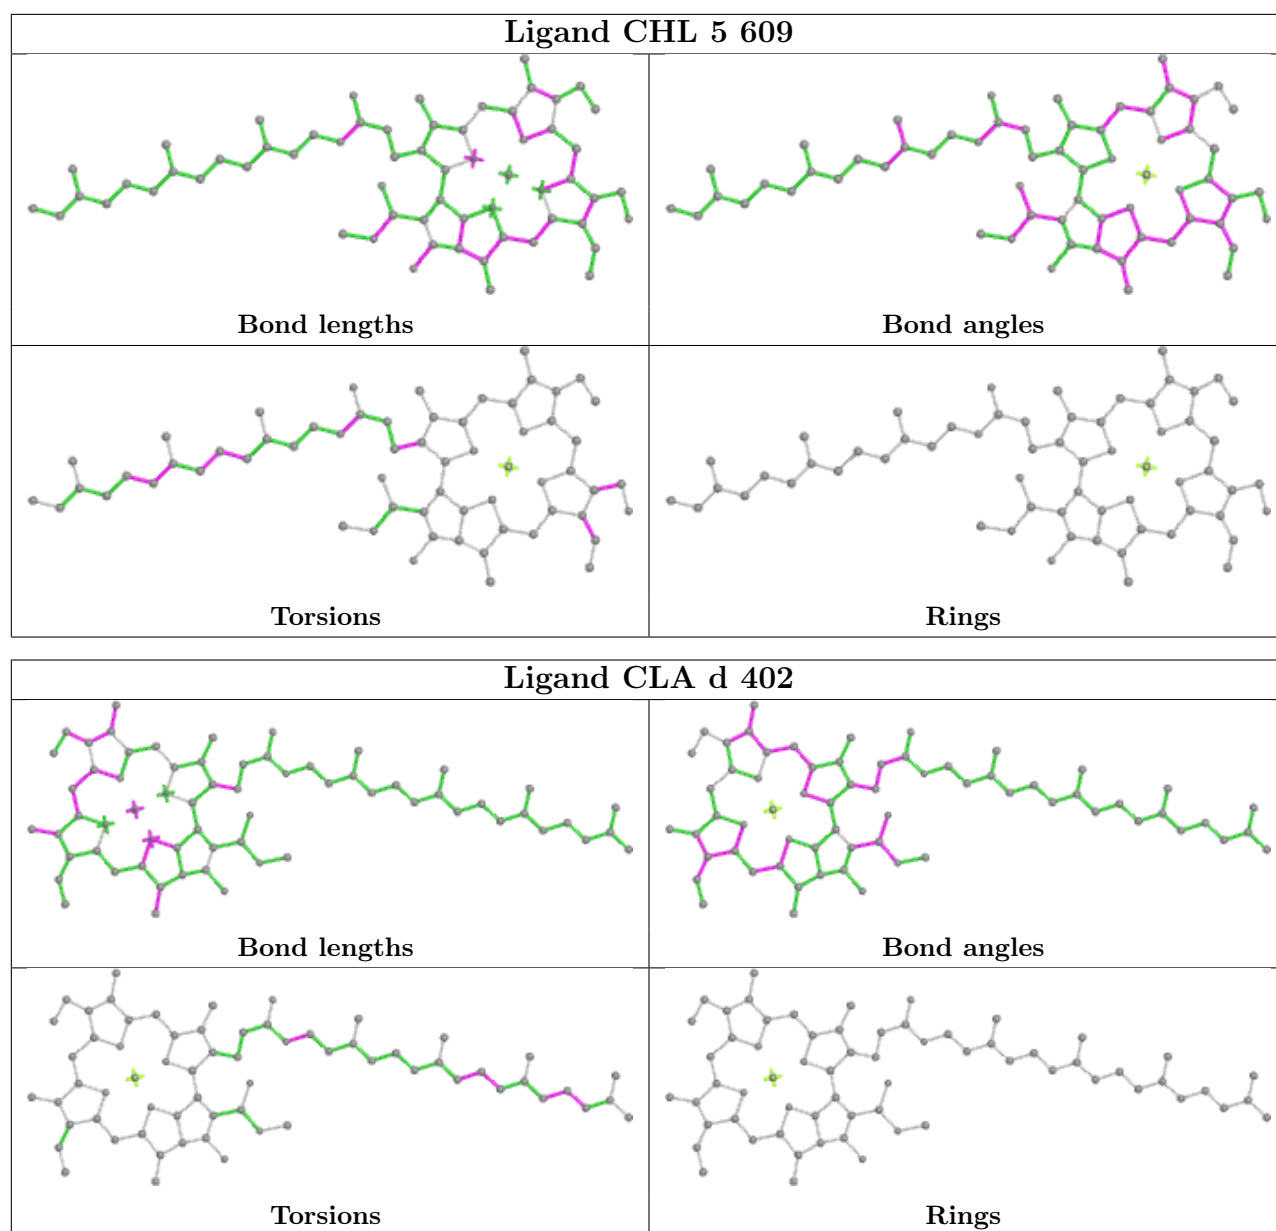 Ligand CHL 5 609
Bond lengths
Bond angles
Torsions
Rings
Ligand CLA d 402
Bond lengths
Bond angles
Torsions
Rings